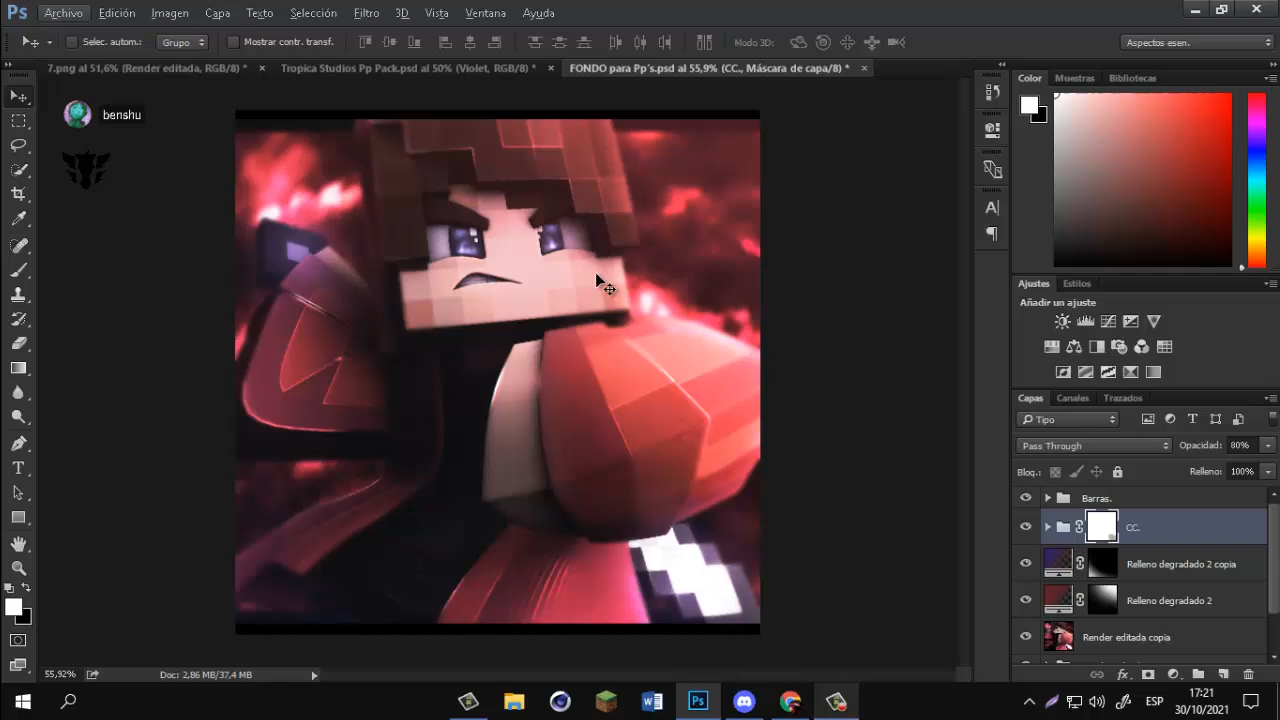 Ps Archivo Edición Imagen Capa Texto Selección Filtro 3D Vista Ventana Ayuda
Selec. autom.: Grupo Mostrar contr. transf. Modo 3D: Aspectos esen.
7.png al 51,6% (Render editada, RGB/8) * Tropica Studios Pp Pack.psd al 50% (Violet, RGB/8) * FONDO para Pp's.psd al 55,9% (CC., Máscara de capa/8) *
benshu
Color Muestras Bibliotecas
Ajustes Estilos
Añadir un ajuste
Capas Canales Trazados
Tipo
Pass Through Opacidad: 80%
Bloq.: Relleno: 100%
Barras.
CC.
Relleno degradado 2 copia
Relleno degradado 2
Render editada copia
55,92% Doc: 2,86 MB/37,4 MB
Ps ESP 17:21
30/10/2021